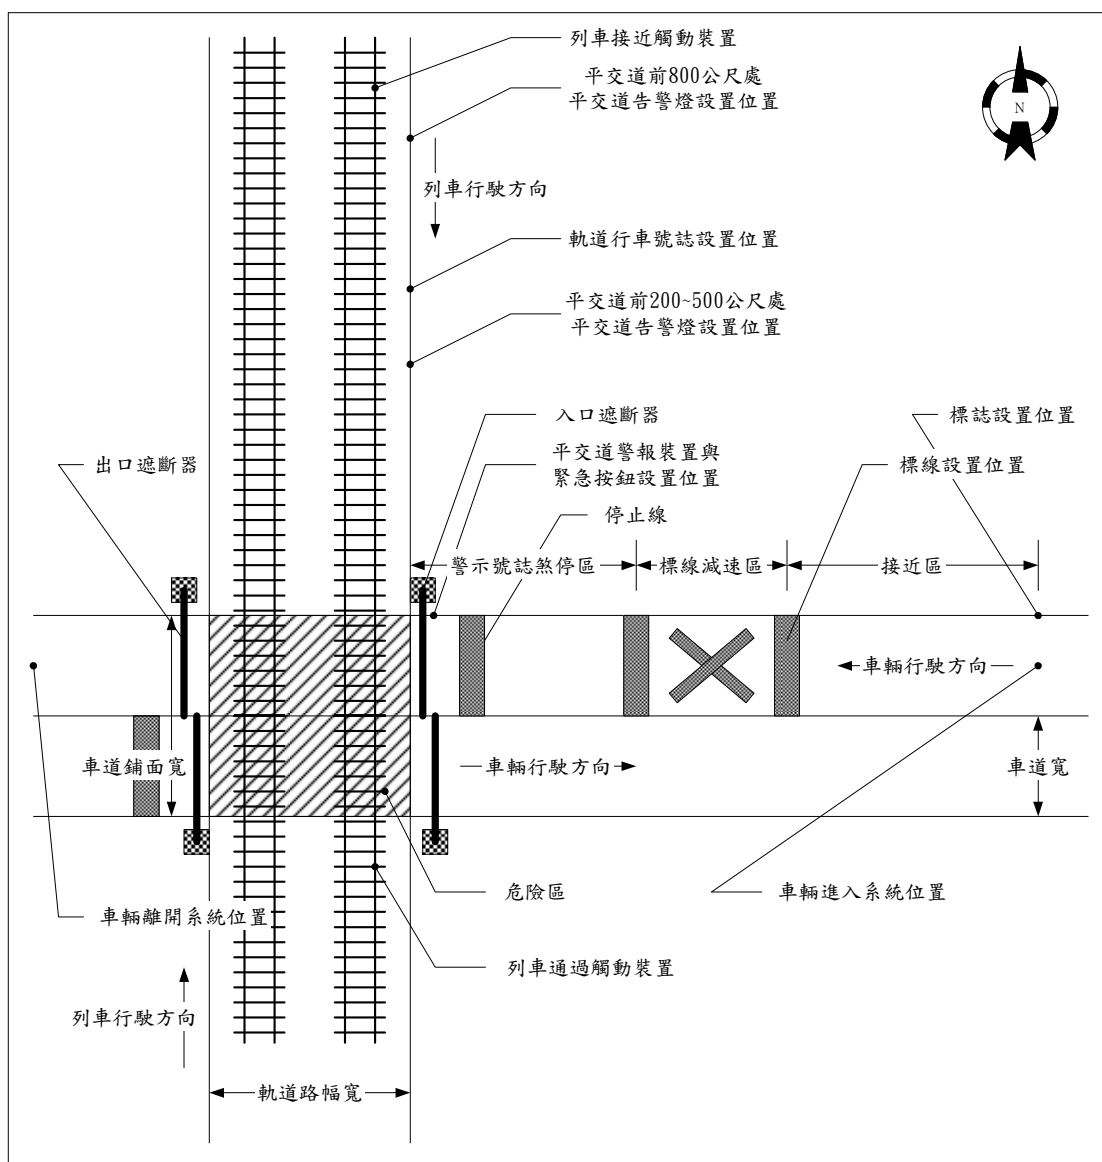 列車接近觸動裝置
平交道前800公尺處
平交道告警燈設置位置
N
列車行駛方向
軌道行車號誌設置位置
平交道前200~500公尺處
平交道告警燈設置位置
入口遮斷器
標誌設置位置
出口遮斷器
平交道警報裝置與
緊急按鈕設置位置
標線設置位置
停止線
警示號誌煞停區
標線減速區
接近區
車輛行駛方向
車道鋪面寬
車輛行駛方向
車道寬
危險區
車輛進入系統位置
車輛離開系統位置
列車通過觸動裝置
列車行駛方向
軌道路幅寬